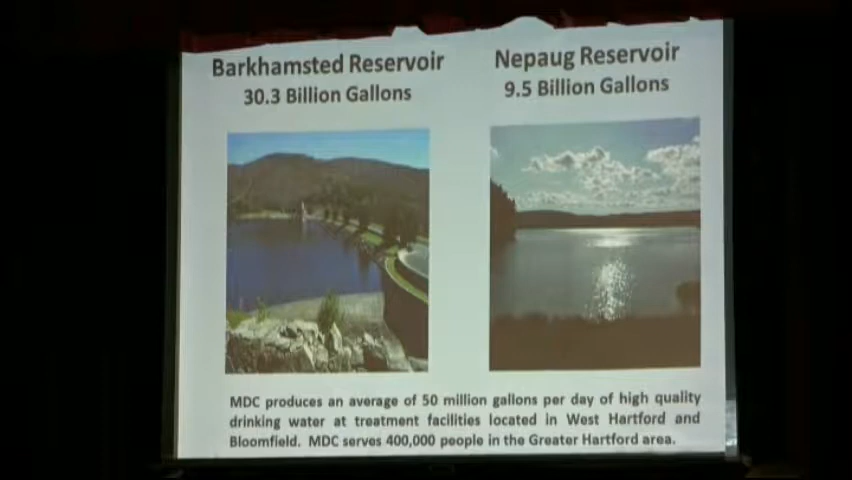 Barkhamsted Reservoir
30.3 Billion Gallons
Nepaug Reservoir
9.5 Billion Gallons
MDC produces an average of 50 million gallons per day of high quality
drinking water at treatment facilities located in West Hartford and
Bloomfield. MDC serves 400,000 people in the Greater Hartford area.